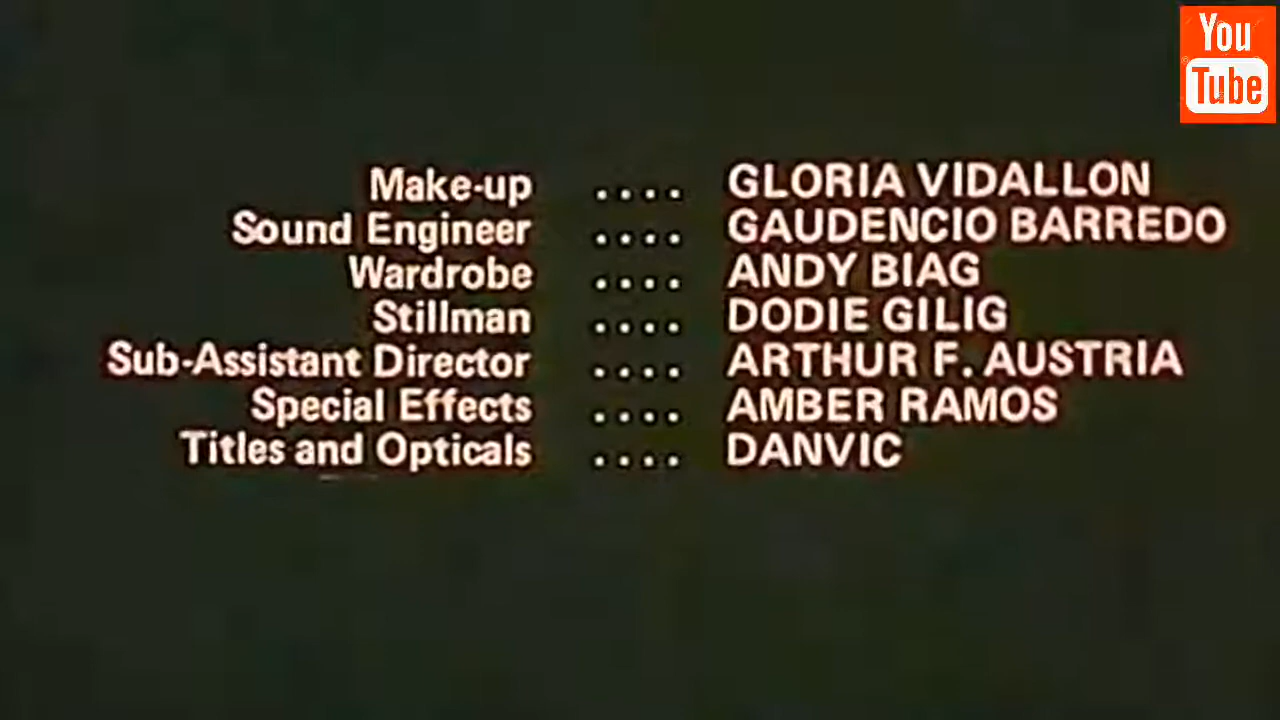 You
Tube
Make-up .... GLORIA VIDALLON
Sound Engineer .... GAUDENCIO BARREDO
Wardrobe .... ANDY BIAG
Stillman .... DODIE GILIG
Sub-Assistant Director .... ARTHUR F. AUSTRIA
Special Effects .... AMBER RAMOS
Titles and Opticals .... DANVIC